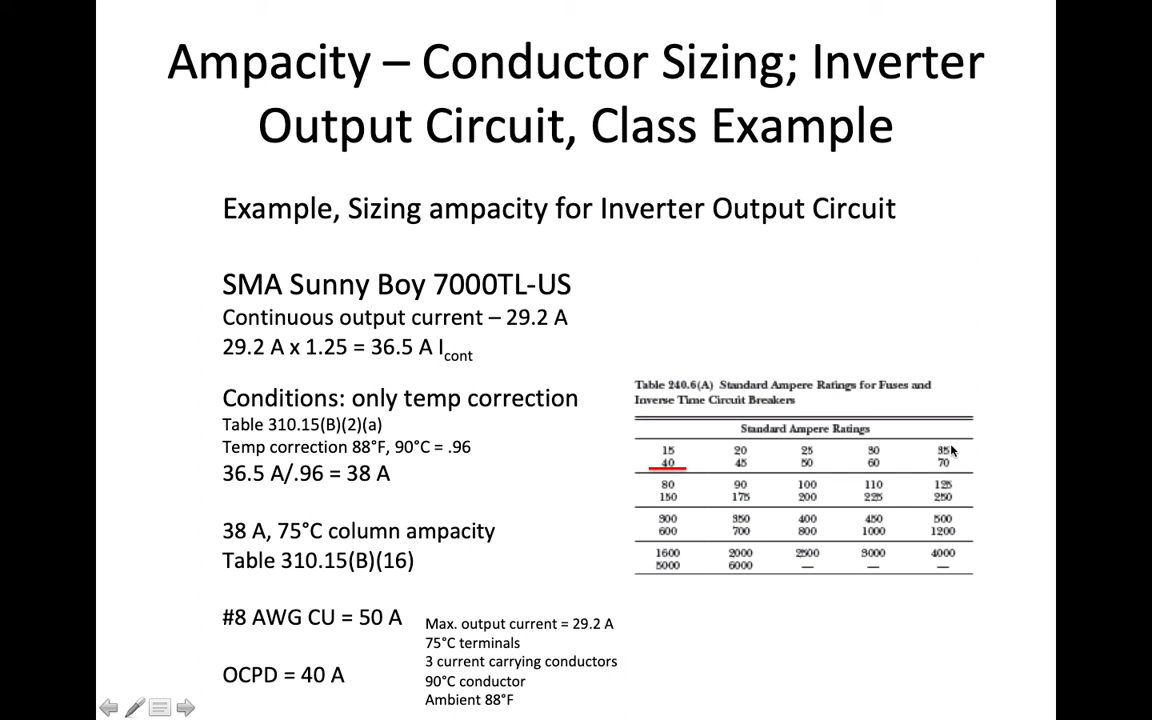 Ampacity – Conductor Sizing; Inverter
Output Circuit, Class Example
Example, Sizing ampacity for Inverter Output Circuit
SMA Sunny Boy 7000TL-US
Continuous output current – 29.2 A
29.2 A x 1.25 = 36.5 A Icont
Conditions: only temp correction
Table 310.15(B)(2)(a)
Temp correction 88°F, 90°C = .96
36.5 A/.96 = 38 A
38 A, 75°C column ampacity
Table 310.15(B)(16)
#8 AWG CU = 50 A
OCPD = 40 A
Max. output current = 29.2 A
75°C terminals
3 current carrying conductors
90°C conductor
Ambient 88°F
Table 240.6(A) Standard Ampere Ratings for Fuses and
Inverse Time Circuit Breakers
Standard Ampere Ratings
15 20 25 30 35
40 45 50 60 70
80 90 100 110 125
150 175 200 225 250
300 350 400 450 500
600 700 800 1000 1200
1600 2000 2500 3000 4000
5000 6000 — — —